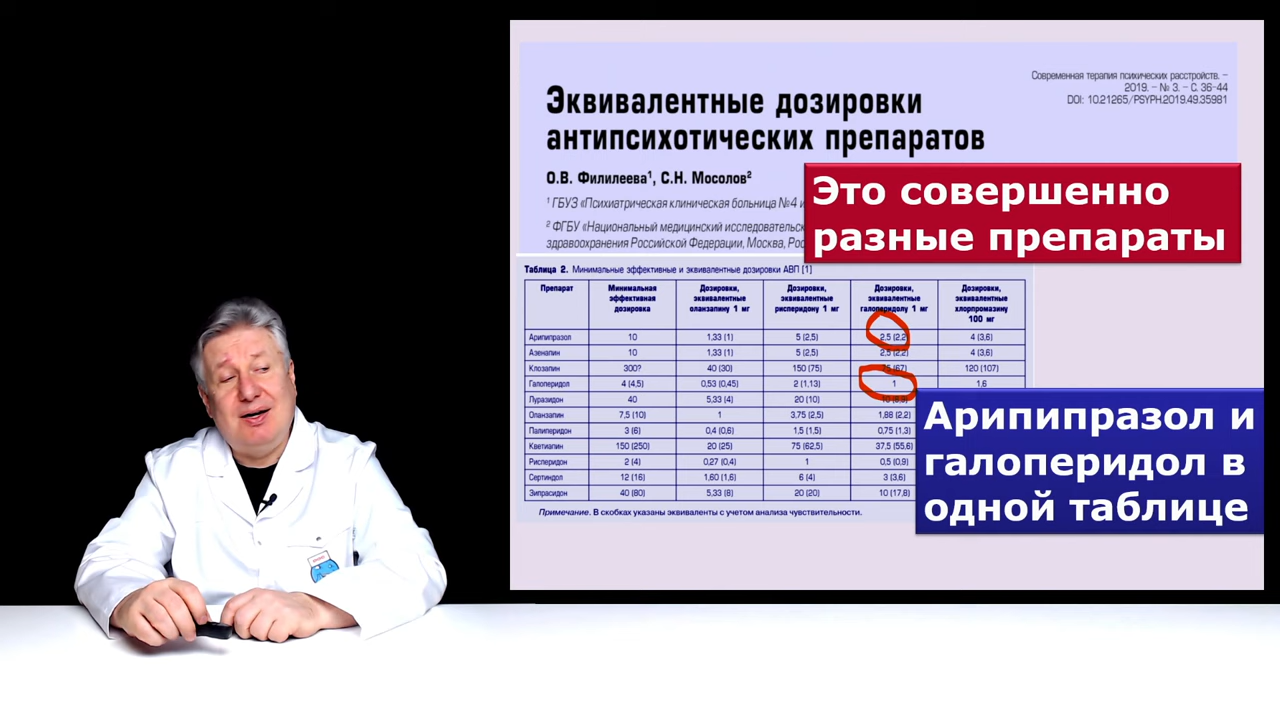 Современная терапия психических расстройств. –
2019. – № 3. – С. 36-44
DOI: 10.21265/PSYPH.2019.49.35981
Эквивалентные дозировки
антипсихотических препаратов
О.В. Филилеева¹, С.Н. Мосолов²
¹ ГБУЗ «Психиатрическая клиническая больница №4 и
² ФГБУ «Национальный медицинский исследовательск
здравоохранения Российской Федерации, Москва, Рос
Это совершенно
разные препараты
Таблица 2. Минимальные эффективные и эквивалентные дозировки АВП [1]
Препарат Минимальная эффективная дозировка Дозировки, эквивалентные оланзапину 1 мг Дозировки, эквивалентные рисперидону 1 мг Дозировки, эквивалентные галоперидолу 1 мг Дозировки, эквивалентные хлорпромазину 100 мг
Арипипразол 10 1,33 (1) 5 (2,5) 2,5 (2,2) 4 (3,6)
Азенапин 10 1,33 (1) 5 (2,5) 2,5 (2,2) 4 (3,6)
Клозапин 300? 40 (30) 150 (75) (67) 120 (107)
Галоперидол 4 (4,5) 0,53 (0,45) 2 (1,13) 1 1,6
Луразидон 40 5,33 (4) 20 (10) 10 (8,9)
Оланзапин 7,5 (10) 1 3,75 (2,5) 1,88 (2,2)
Палиперидон 3 (6) 0,4 (0,6) 1,5 (1,5) 0,75 (1,3)
Кветиапин 150 (250) 20 (25) 75 (62,5) 37,5 (55,6)
Рисперидон 2 (4) 0,27 (0,4) 1 0,5 (0,9)
Сертиндол 12 (16) 1,60 (1,6) 6 (4) 3 (3,6)
Зипрасидон 40 (80) 5,33 (8) 20 (20) 10 (17,8)
Примечание. В скобках указаны эквиваленты с учетом анализа чувствительности.
Арипипразол и
галоперидол в
одной таблице